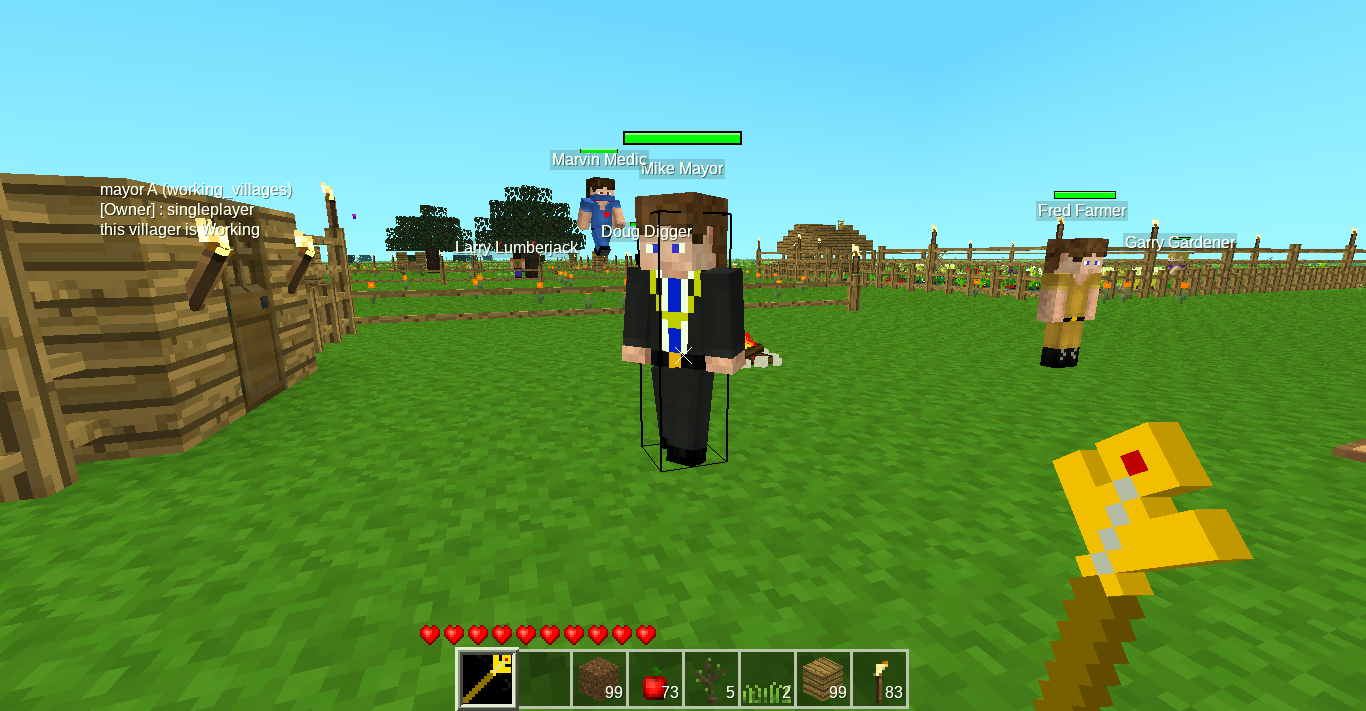 Marvin Medic
Mike Mayor
mayor A (working_villages)
[Owner] : singleplayer
this villager is Working
Fred Farmer
Doug Digger
Larry Lumberjack
Garry Gardener
99
73
5
2
99
83